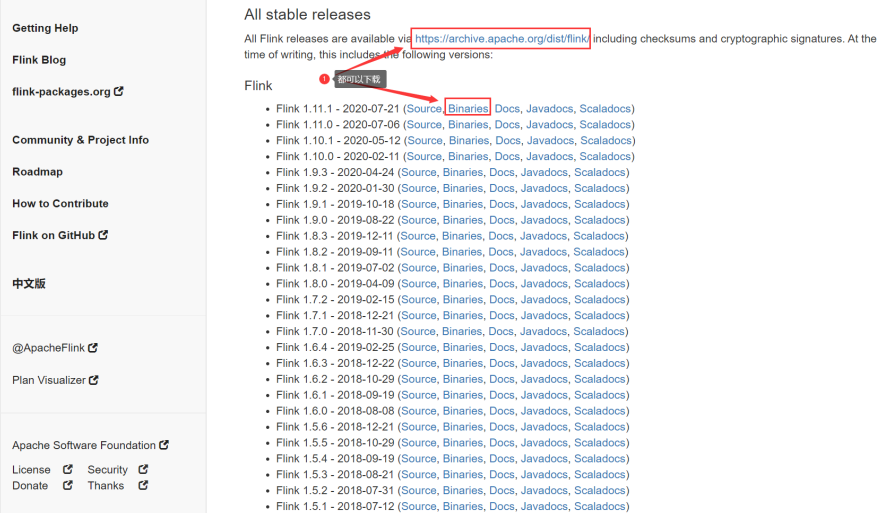 Getting Help
Flink Blog
flink-packages.org
Community & Project Info
Roadmap
How to Contribute
Flink on GitHub
中文版
@ApacheFlink
Plan Visualizer
Apache Software Foundation
License Security
Donate Thanks
All stable releases
All Flink releases are available via https://archive.apache.org/dist/flink/ including checksums and cryptographic signatures. At the
time of writing, this includes the following versions:
1 都可以下载
Flink
Flink 1.11.1 - 2020-07-21 (Source, Binaries, Docs, Javadocs, Scaladocs)
Flink 1.11.0 - 2020-07-06 (Source, Binaries, Docs, Javadocs, Scaladocs)
Flink 1.10.1 - 2020-05-12 (Source, Binaries, Docs, Javadocs, Scaladocs)
Flink 1.10.0 - 2020-02-11 (Source, Binaries, Docs, Javadocs, Scaladocs)
Flink 1.9.3 - 2020-04-24 (Source, Binaries, Docs, Javadocs, Scaladocs)
Flink 1.9.2 - 2020-01-30 (Source, Binaries, Docs, Javadocs, Scaladocs)
Flink 1.9.1 - 2019-10-18 (Source, Binaries, Docs, Javadocs, Scaladocs)
Flink 1.9.0 - 2019-08-22 (Source, Binaries, Docs, Javadocs, Scaladocs)
Flink 1.8.3 - 2019-12-11 (Source, Binaries, Docs, Javadocs, Scaladocs)
Flink 1.8.2 - 2019-09-11 (Source, Binaries, Docs, Javadocs, Scaladocs)
Flink 1.8.1 - 2019-07-02 (Source, Binaries, Docs, Javadocs, Scaladocs)
Flink 1.8.0 - 2019-04-09 (Source, Binaries, Docs, Javadocs, Scaladocs)
Flink 1.7.2 - 2019-02-15 (Source, Binaries, Docs, Javadocs, Scaladocs)
Flink 1.7.1 - 2018-12-21 (Source, Binaries, Docs, Javadocs, Scaladocs)
Flink 1.7.0 - 2018-11-30 (Source, Binaries, Docs, Javadocs, Scaladocs)
Flink 1.6.4 - 2019-02-25 (Source, Binaries, Docs, Javadocs, Scaladocs)
Flink 1.6.3 - 2018-12-22 (Source, Binaries, Docs, Javadocs, Scaladocs)
Flink 1.6.2 - 2018-10-29 (Source, Binaries, Docs, Javadocs, Scaladocs)
Flink 1.6.1 - 2018-09-19 (Source, Binaries, Docs, Javadocs, Scaladocs)
Flink 1.6.0 - 2018-08-08 (Source, Binaries, Docs, Javadocs, Scaladocs)
Flink 1.5.6 - 2018-12-21 (Source, Binaries, Docs, Javadocs, Scaladocs)
Flink 1.5.5 - 2018-10-29 (Source, Binaries, Docs, Javadocs, Scaladocs)
Flink 1.5.4 - 2018-09-19 (Source, Binaries, Docs, Javadocs, Scaladocs)
Flink 1.5.3 - 2018-08-21 (Source, Binaries, Docs, Javadocs, Scaladocs)
Flink 1.5.2 - 2018-07-31 (Source, Binaries, Docs, Javadocs, Scaladocs)
Flink 1.5.1 - 2018-07-12 (Source, Binaries, Docs, Javadocs, Scaladocs)